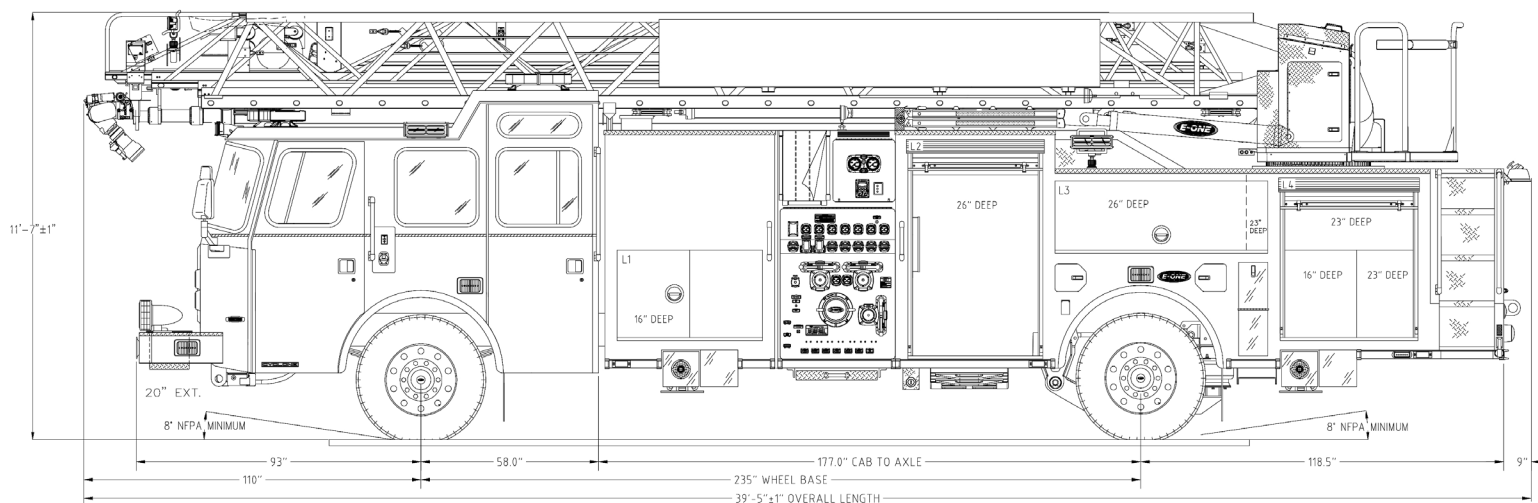 11'-7"±1"
E-ONE
L2
26" DEEP
L3
26" DEEP
23"
DEEP
L4
23" DEEP
16" DEEP
23" DEEP
L1
16" DEEP
E-ONE
20" EXT.
8° NFPA MINIMUM
8° NFPA MINIMUM
93"
58.0"
177.0" CAB TO AXLE
118.5"
9"
110"
235" WHEEL BASE
39'-5"±1" OVERALL LENGTH